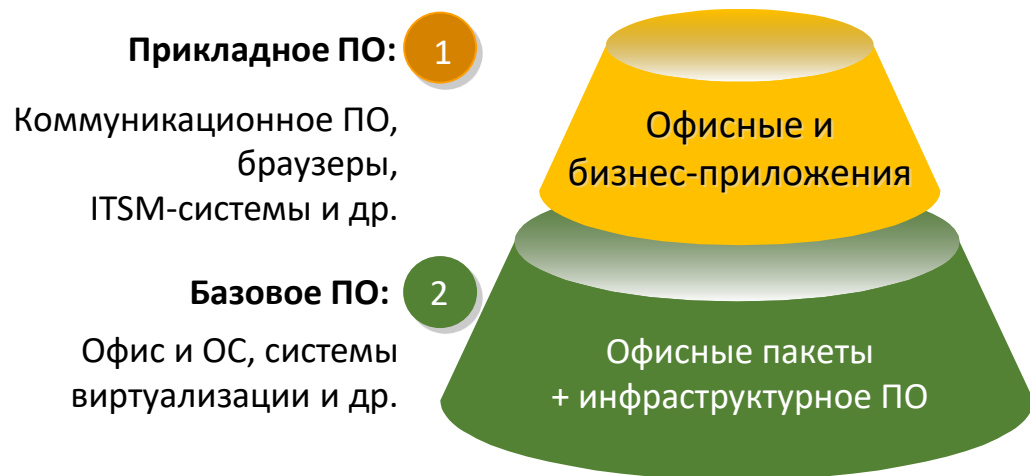 Прикладное ПО:
1
Коммуникационное ПО,
браузеры,
ITSM-системы и др.
Офисные и
бизнес-приложения
Базовое ПО:
2
Офис и ОС, системы
виртуализации и др.
Офисные пакеты
+ инфраструктурное ПО